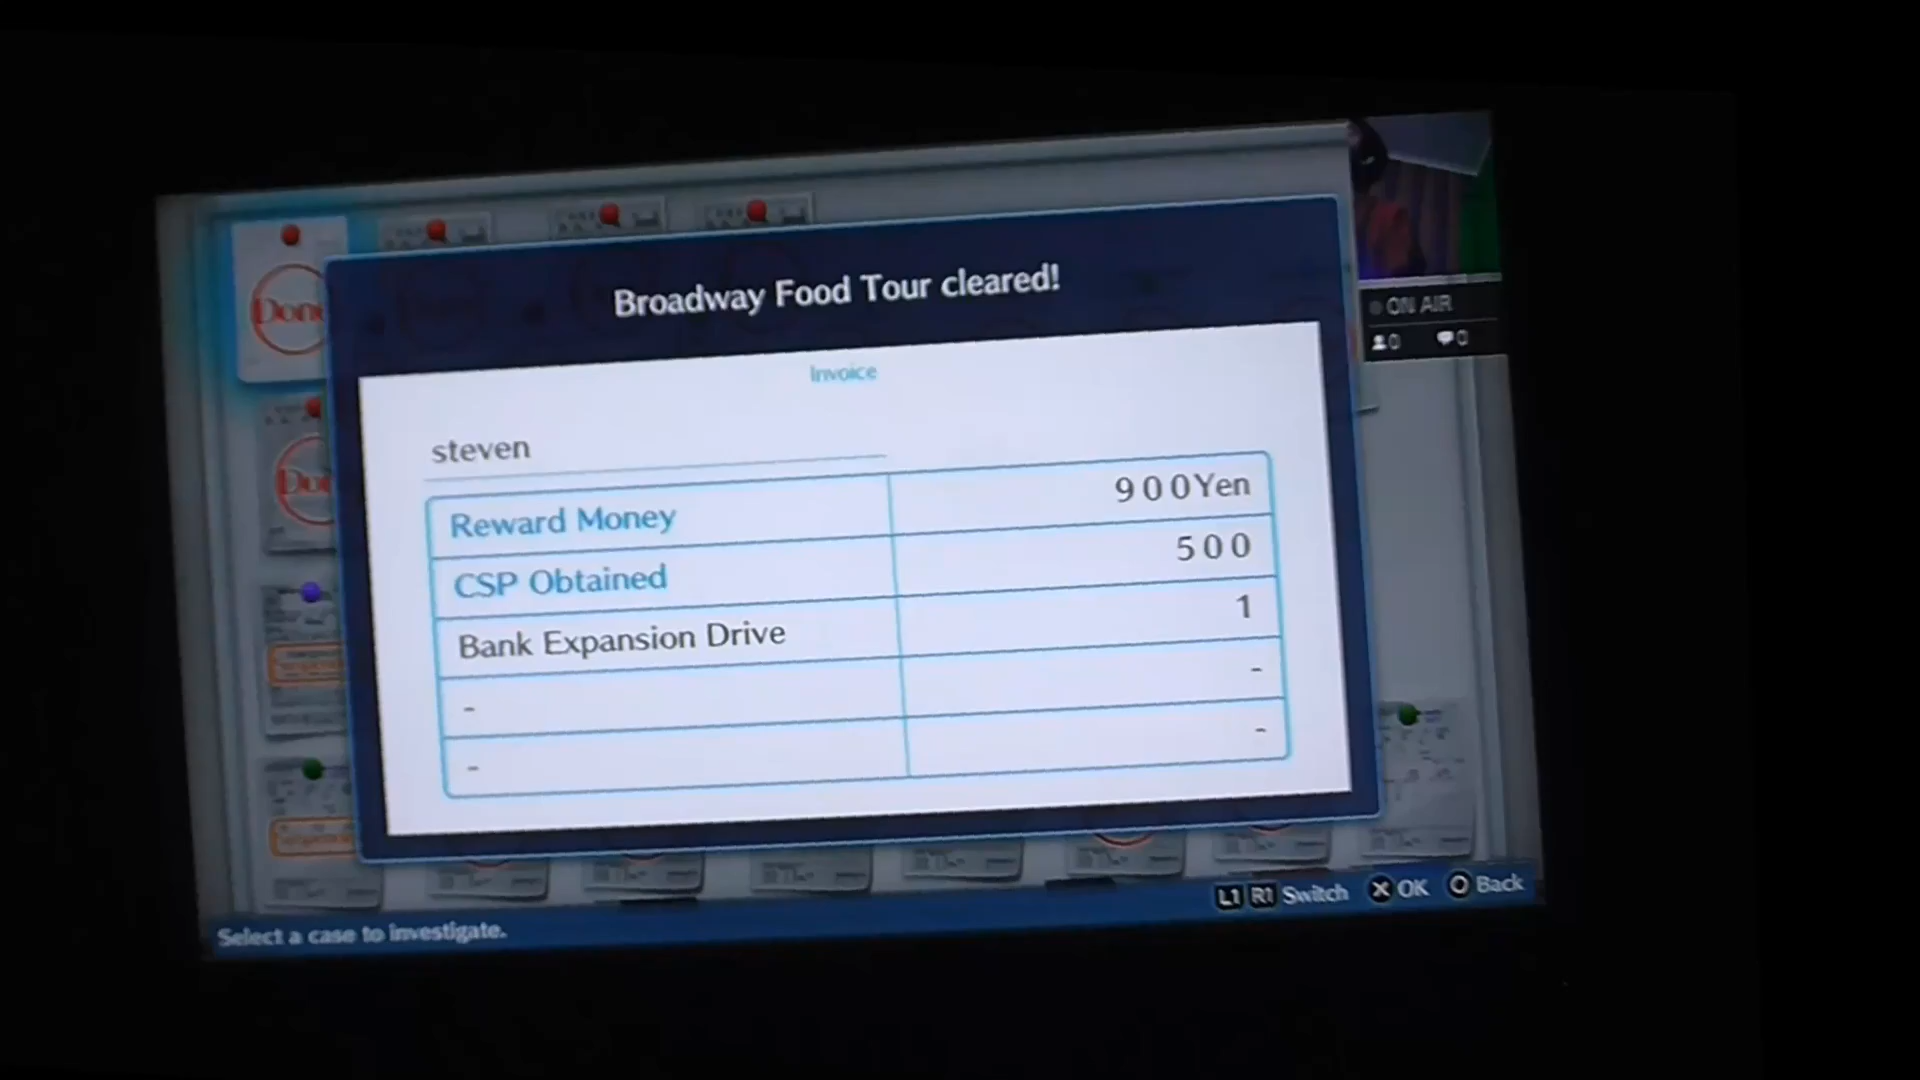 Broadway Food Tour cleared!
Invoice
steven
Reward Money 900Yen
CSP Obtained 500
Bank Expansion Drive 1
- -
- -
ON AIR
0 0
L1 R1 Switch X OK O Back
Select a case to investigate.